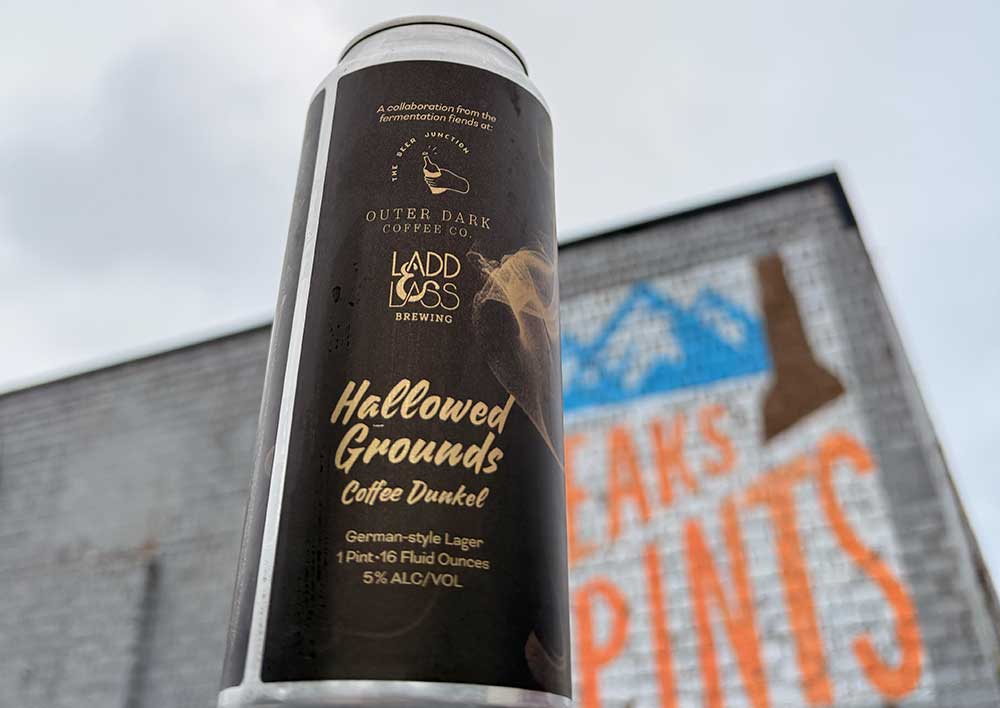 A collaboration from the
fermentation fiends at:
THE BEER JUNCTION
OUTER DARK
COFFEE CO.
LADD
& LASS
BREWING
Hallowed
Grounds
Coffee Dunkel
German-style Lager
1 Pint•16 Fluid Ounces
5% ALC/VOL
EAKS
PINTS